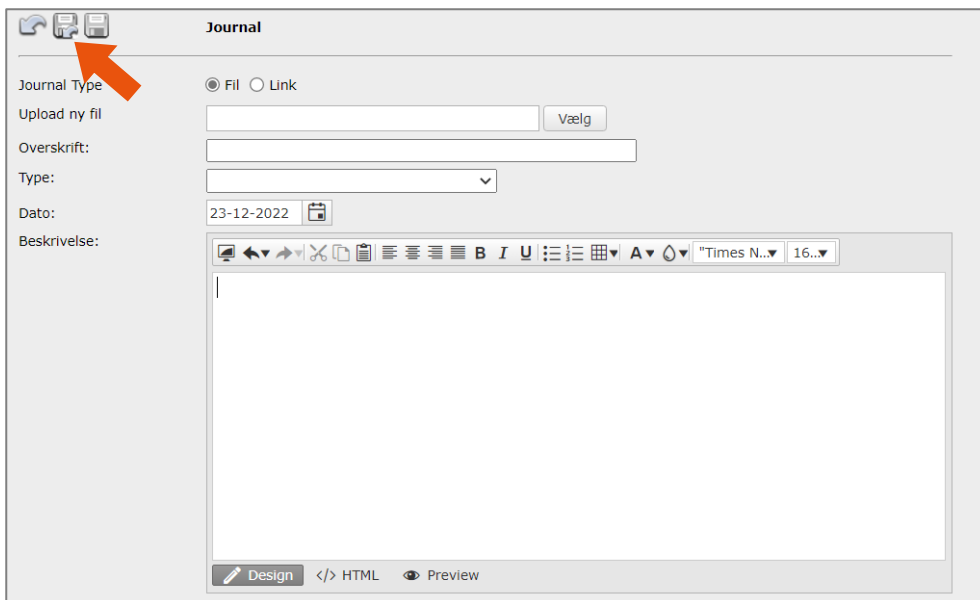 Journal
Journal Type Fil Link
Upload ny fil Vælg
Overskrift:
Type:
Dato: 23-12-2022
Beskrivelse:
B I U A "Times N... 16...
Design </> HTML Preview